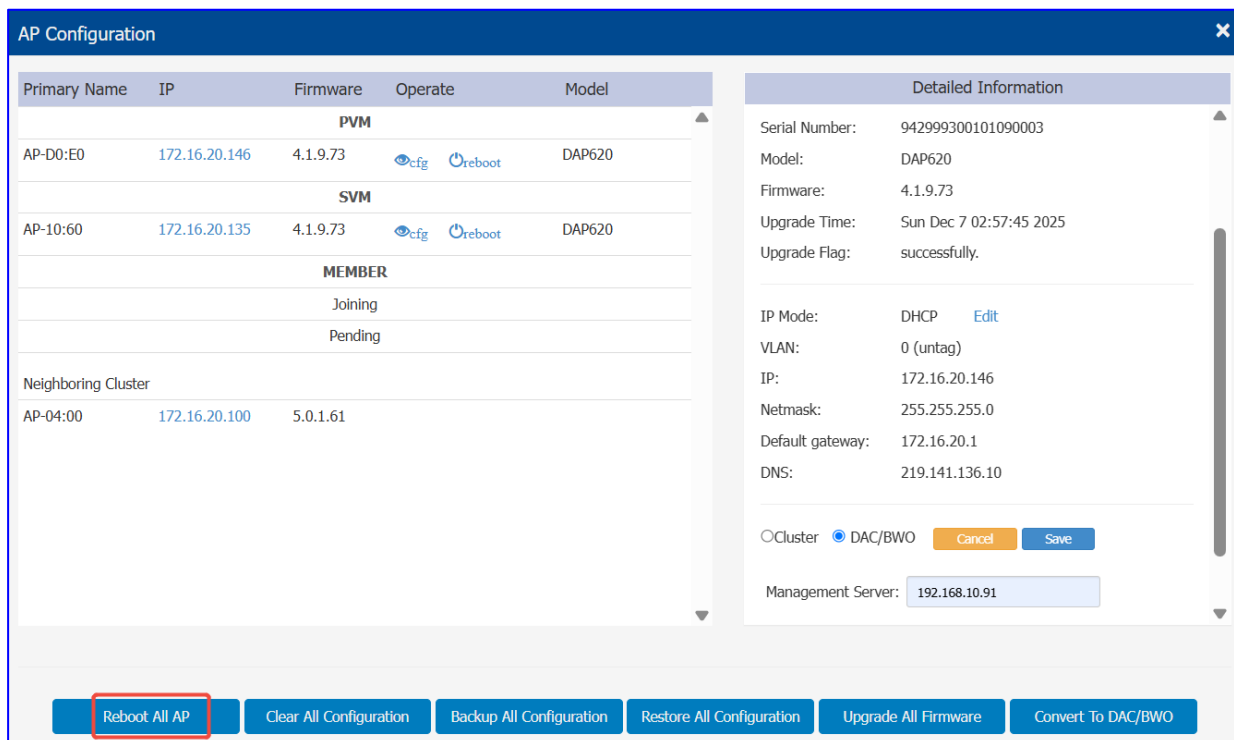 AP Configuration
Primary Name IP Firmware Operate Model
PVM
AP-D0:E0 172.16.20.146 4.1.9.73 cfg reboot DAP620
SVM
AP-10:60 172.16.20.135 4.1.9.73 cfg reboot DAP620
MEMBER
Joining
Pending
Neighboring Cluster
AP-04:00 172.16.20.100 5.0.1.61
Detailed Information
Serial Number: 942999300101090003
Model: DAP620
Firmware: 4.1.9.73
Upgrade Time: Sun Dec 7 02:57:45 2025
Upgrade Flag: successfully.
IP Mode: DHCP Edit
VLAN: 0 (untag)
IP: 172.16.20.146
Netmask: 255.255.255.0
Default gateway: 172.16.20.1
DNS: 219.141.136.10
Cluster DAC/BWO Cancel Save
Management Server: 192.168.10.91
Reboot All AP Clear All Configuration Backup All Configuration Restore All Configuration Upgrade All Firmware Convert To DAC/BWO